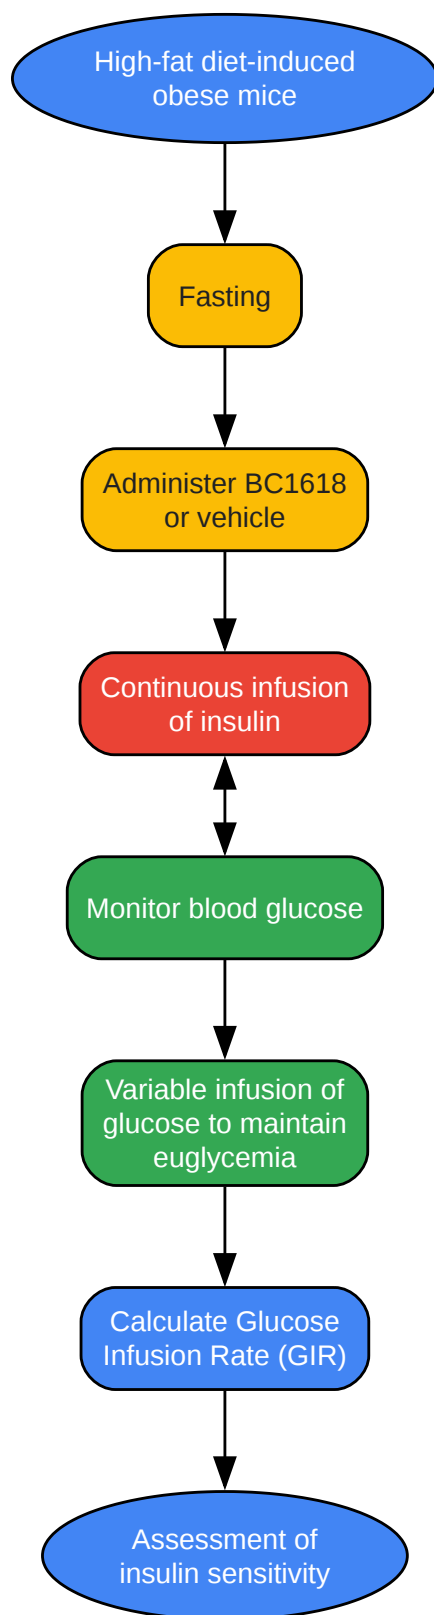 High-fat diet-induced
obese mice
Fasting
Administer BC1618
or vehicle
Continuous infusion
of insulin
Monitor blood glucose
Variable infusion of
glucose to maintain
euglycemia
Calculate Glucose
Infusion Rate (GIR)
Assessment of
insulin sensitivity